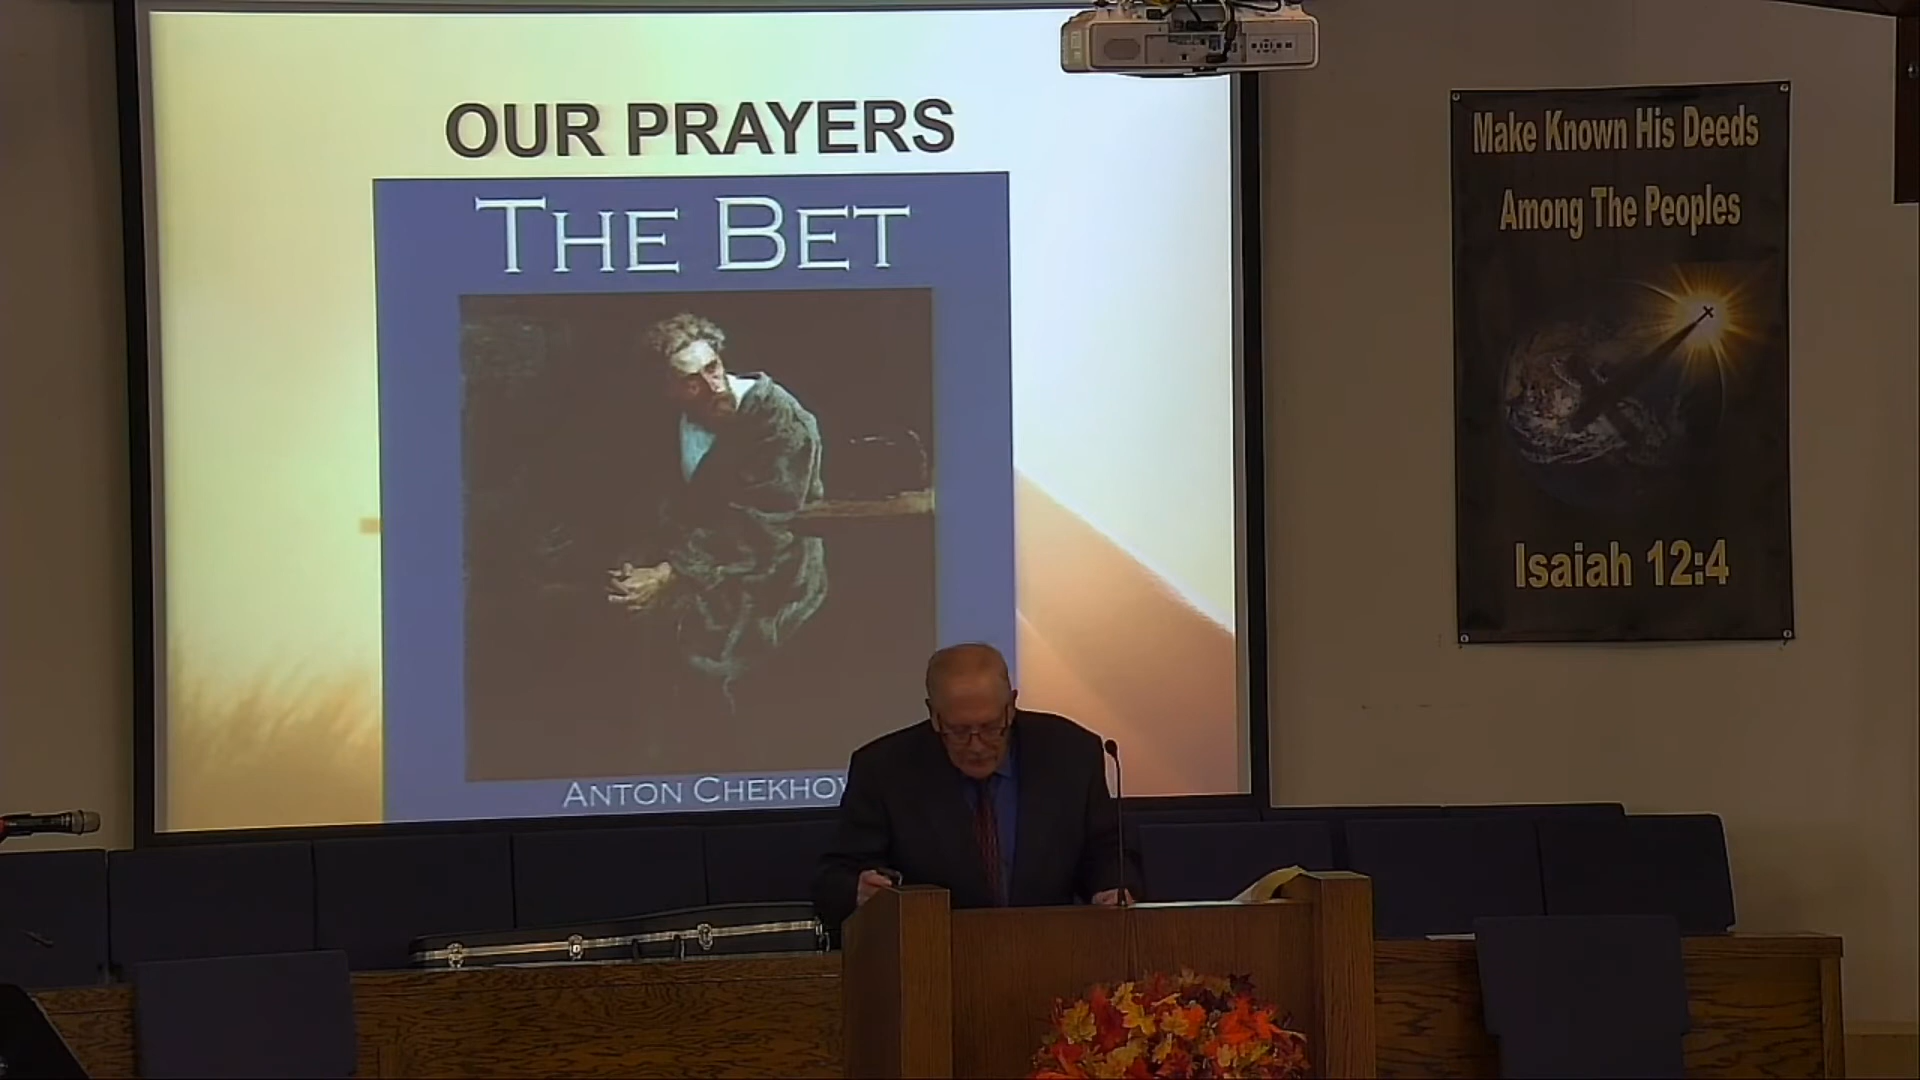 OUR PRAYERS
THE BET
ANTON CHEKHOV
Make Known His Deeds
Among The Peoples
Isaiah 12:4